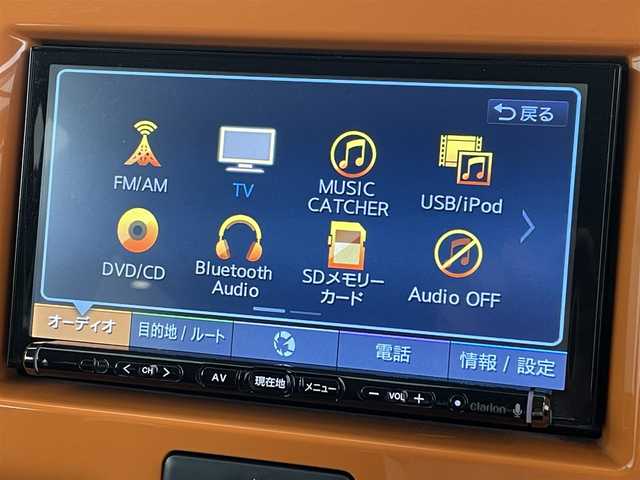 戻る
FM/AM
TV
MUSIC
CATCHER
USB/iPod
DVD/CD
Bluetooth
Audio
SDメモリー
カード
Audio OFF
オーディオ
目的地 / ルート
電話
情報 / 設定
CH
AV
現在地
メニュー
VOL
clarion